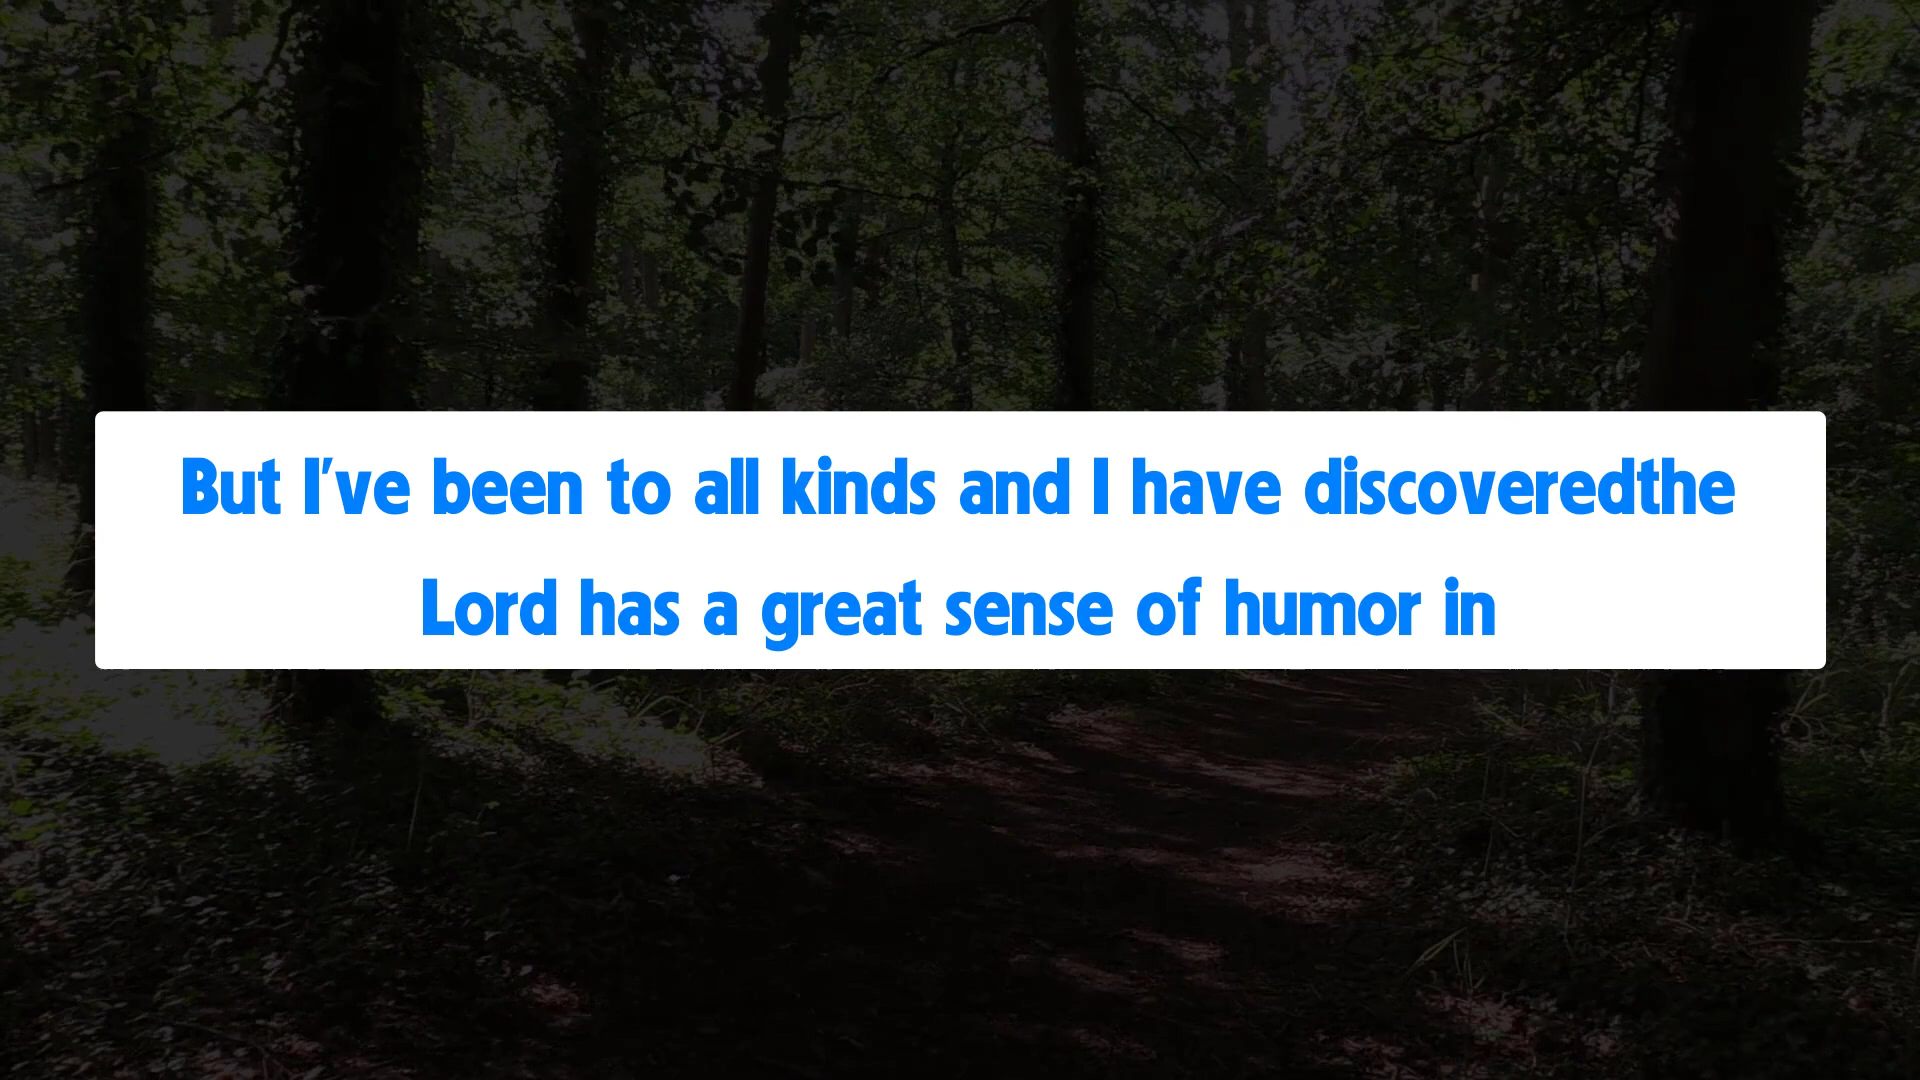 But I've been to all kinds and I have discoveredthe
Lord has a great sense of humor in